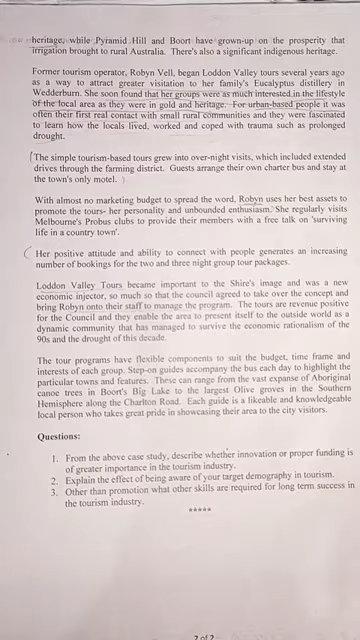 heritage, while Pyramid Hill and Boort have grown-up on the prosperity that
irrigation brought to rural Australia. There's also a significant indigenous heritage.
Former tourism operator, Robyn Vell, began Loddon Valley tours several years ago
as a way to attract greater visitation to her family's Eucalyptus distillery in
Wedderburn. She soon found that her groups were as much interested in the lifestyle
of the local area as they were in gold and heritage. For urban-based people it was
often their first real contact with small rural communities and they were fascinated
to learn how the locals lived, worked and coped with trauma such as prolonged
drought.
The simple tourism-based tours grew into over-night visits, which included extended
drives through the farming district. Guests arrange their own charter bus and stay at
the town's only motel.
With almost no marketing budget to spread the word, Robyn uses her best assets to
promote the tours- her personality and unbounded enthusiasm. She regularly visits
Melbourne's Probus clubs to provide their members with a free talk on 'surviving
life in a country town'.
Her positive attitude and ability to connect with people generates an increasing
number of bookings for the two and three night group tour packages.
Loddon Valley Tours became important to the Shire's image and was a new
economic injector, so much so that the council agreed to take over the concept and
bring Robyn onto their staff to manage the program. The tours are revenue positive
for the Council and they enable the area to present itself to the outside world as a
dynamic community that has managed to survive the economic rationalism of the
90s and the drought of this decade.
The tour programs have flexible components to suit the budget, time frame and
interests of each group. Step-on guides accompany the bus each day to highlight the
particular towns and features. These can range from the vast expanse of Aboriginal
canoe trees in Boort's Big Lake to the largest Olive groves in the Southern
Hemisphere along the Charlton Road. Each guide is a likeable and knowledgeable
local person who takes great pride in showcasing their area to the city visitors.
Questions:
1. From the above case study, describe whether innovation or proper funding is
of greater importance in the tourism industry.
2. Explain the effect of being aware of your target demography in tourism.
3. Other than promotion what other skills are required for long term success in
the tourism industry.
*****
2 of 2